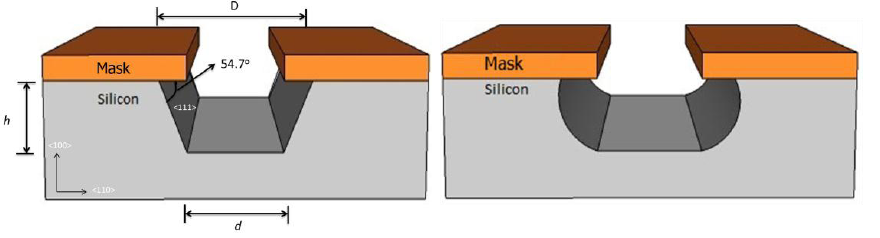 D
Mask
54.7°
Silicon
<111>
h
<100>
<110>
d
Mask
Silicon